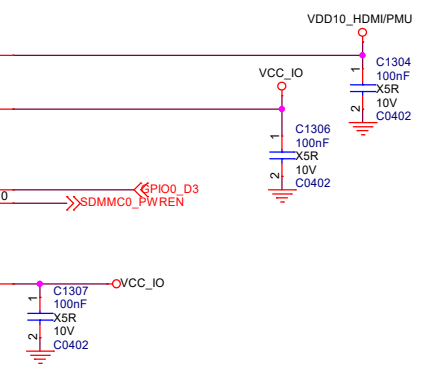 VDD10_HDMI/PMU
1
C1304
100nF
X5R
10V
C0402
2
VCC_IO
1
C1306
100nF
X5R
10V
C0402
2
GPIO0_D3
0
SDMMC0_PWREN
VCC_IO
1
C1307
100nF
X5R
10V
C0402
2